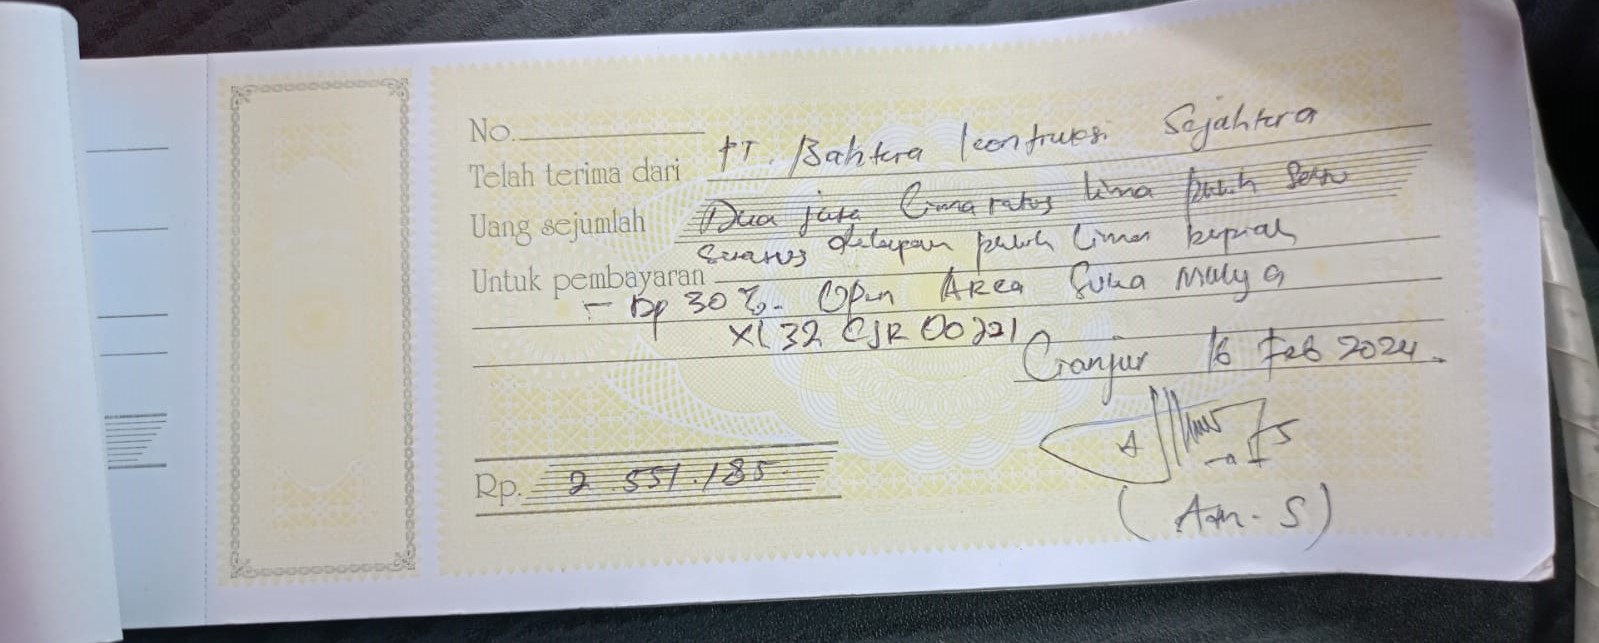 No.
Telah terima dari PT. Bahtera Kontruksi Sejahtera
Uang sejumlah Dua juta lima ratus lima puluh satu
seratus delapan puluh lima rupiah
Untuk pembayaran
- Dp 30 %. Open Area Suka Mulya
XL 32 CJR 00221
Cianjur 16 Feb 2024.
Rp. 2.551.185